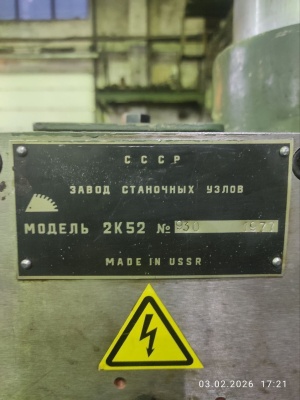 СССР
ЗАВОД СТАНОЧНЫХ УЗЛОВ
МОДЕЛЬ 2К52 №
MADE IN USSR
03.02.2026 17:21